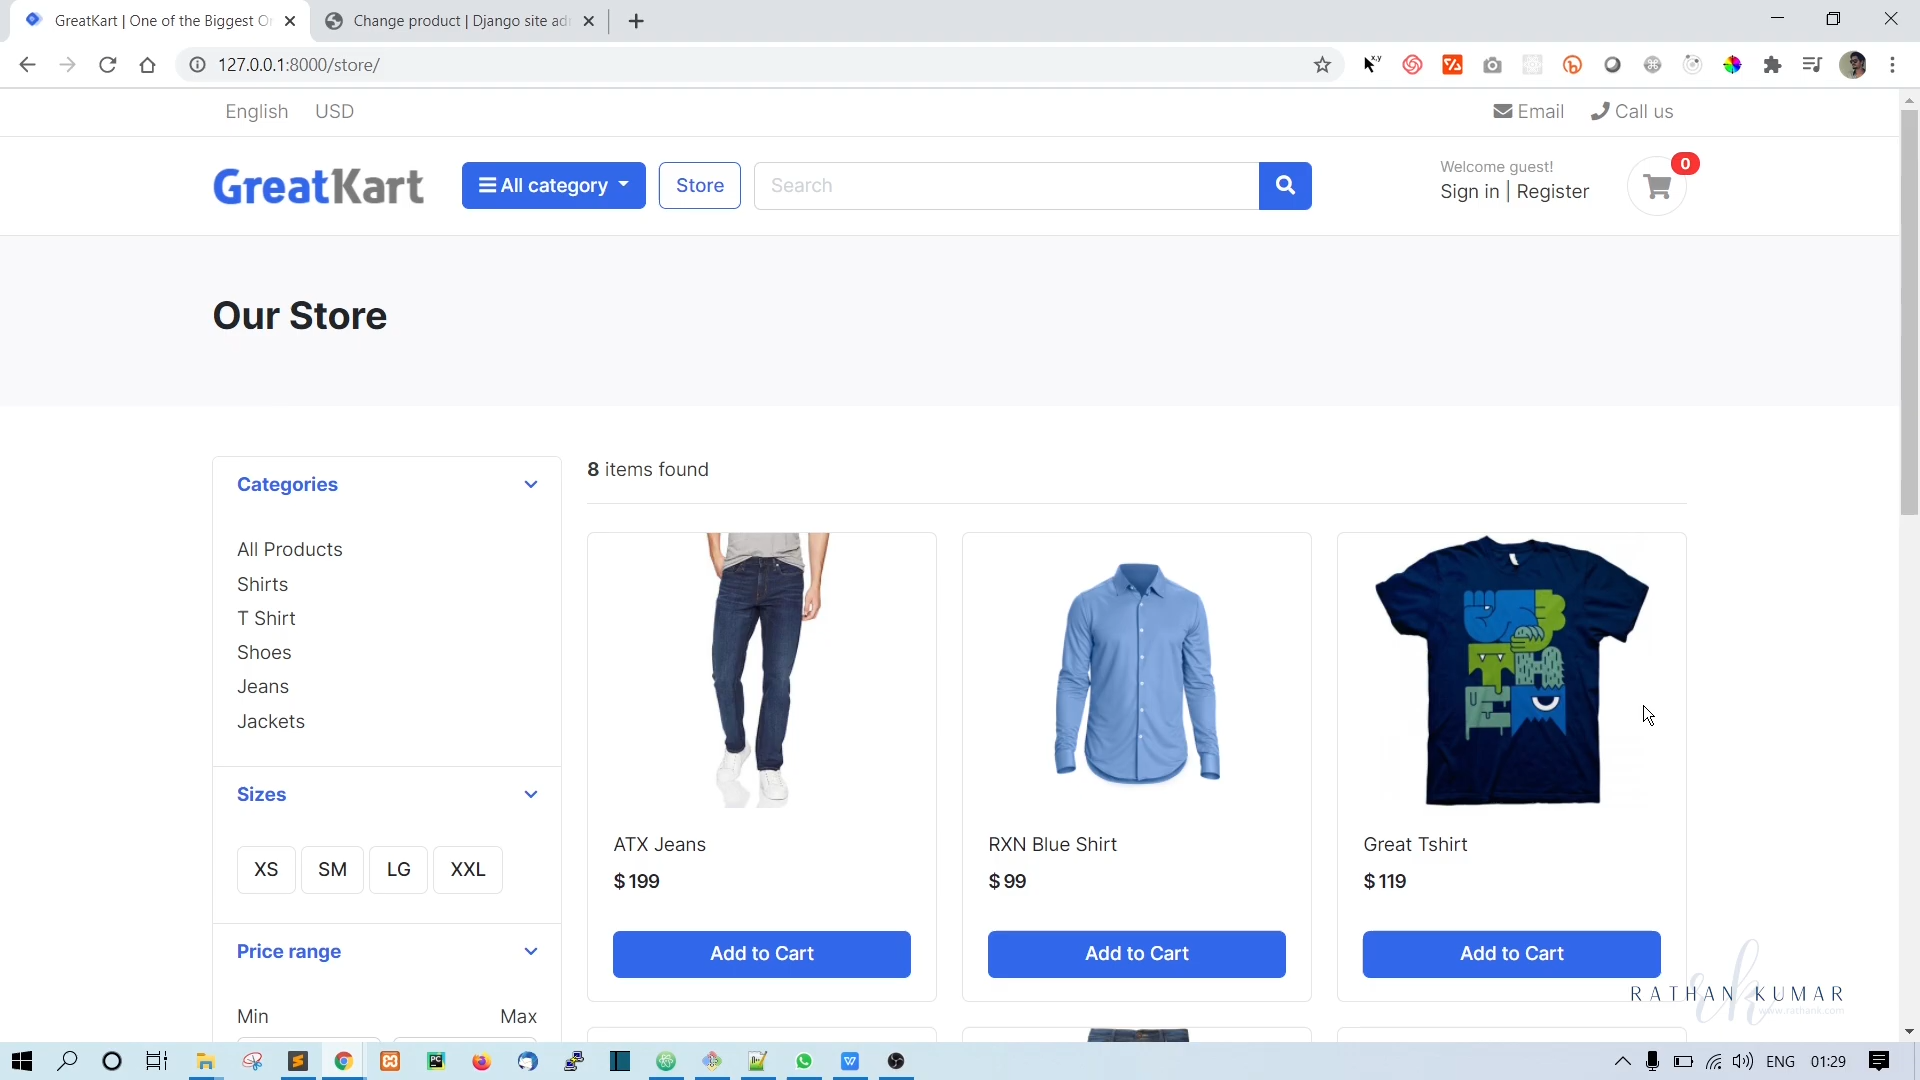 GreatKart | One of the Biggest O
Change product | Django site ad
127.0.0.1:8000/store/
English USD
Email Call us
GreatKart
All category
Store
Search
Welcome guest!
Sign in | Register
0
Our Store
Categories
All Products
Shirts
T Shirt
Shoes
Jeans
Jackets
Sizes
XS SM LG XXL
Price range
Min Max
8 items found
ATX Jeans
$ 199
Add to Cart
RXN Blue Shirt
$ 99
Add to Cart
Great Tshirt
$ 119
Add to Cart
RATHAN KUMAR
www.rathank.com
ENG 01:29